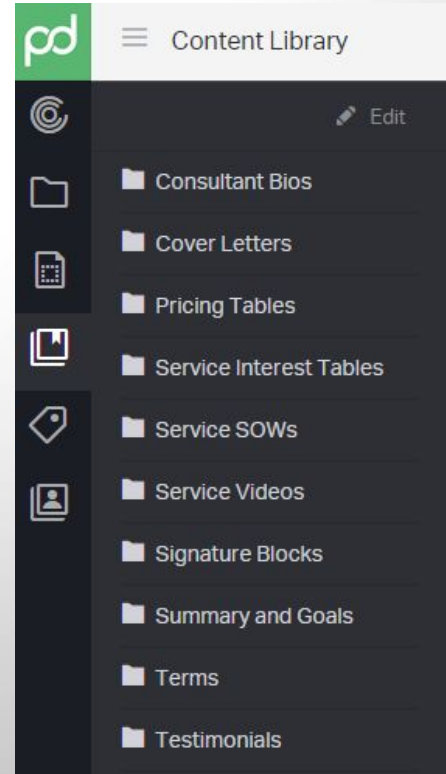 pd
Content Library
Edit
Consultant Bios
Cover Letters
Pricing Tables
Service Interest Tables
Service SOWs
Service Videos
Signature Blocks
Summary and Goals
Terms
Testimonials